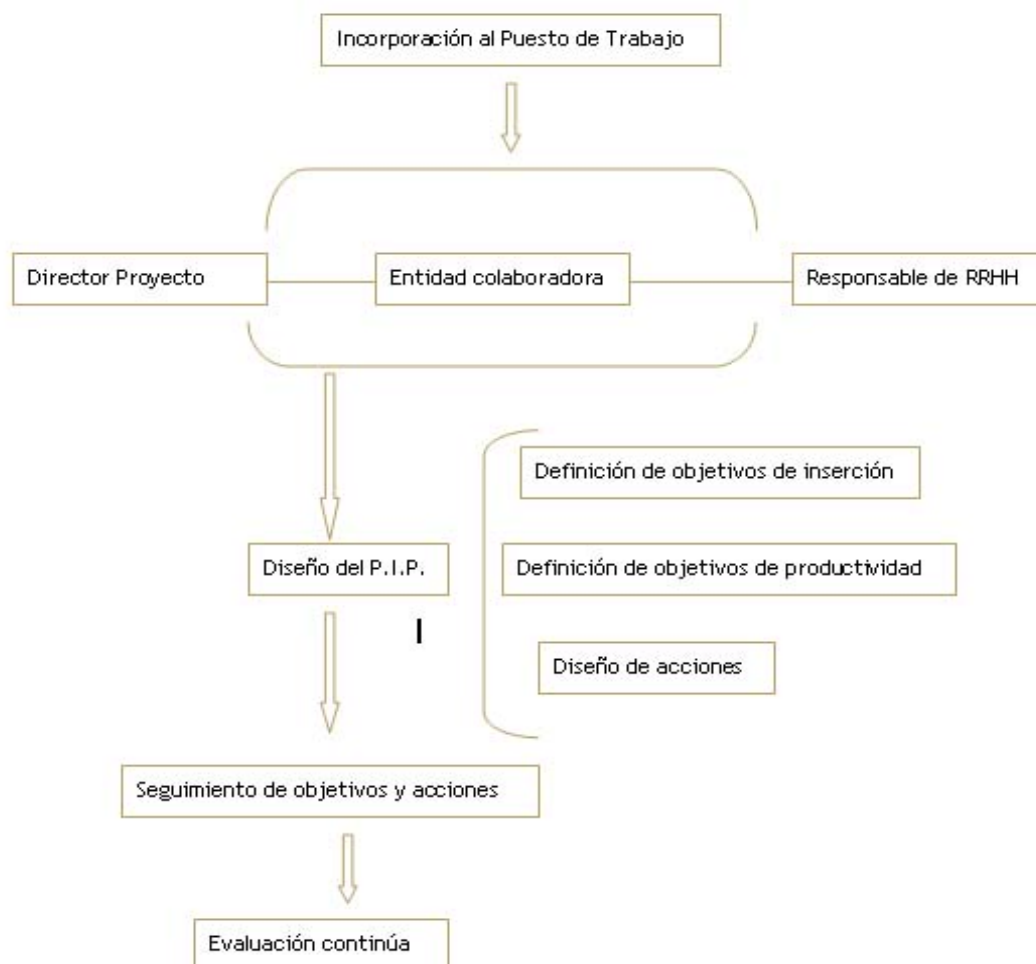 Incorporación al Puesto de Trabajo
Director Proyecto
Entidad colaboradora
Responsable de RRHH
Definición de objetivos de inserción
Diseño del P.I.P.
Definición de objetivos de productividad
Diseño de acciones
Seguimiento de objetivos y acciones
Evaluación continúa